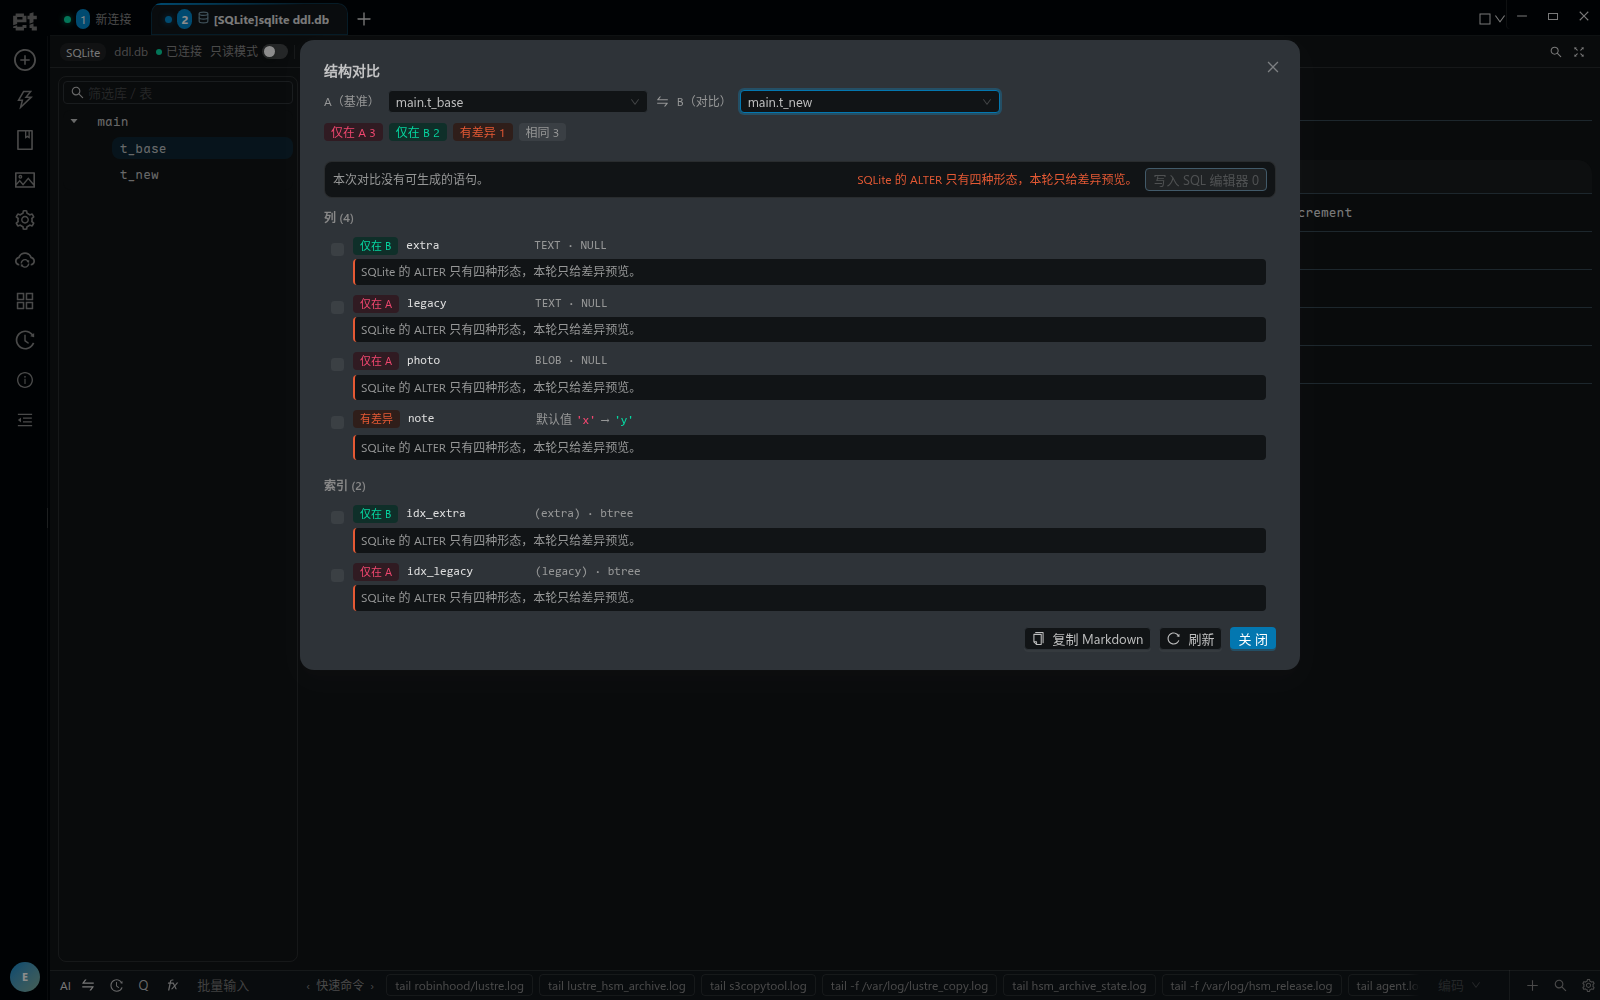 et
1 新连接
2 [SQLite]sqlite ddl.db
SQLite ddl.db 已连接 只读模式
筛选库 / 表
main
t_base
t_new
结构对比
A（基准） main.t_base ⇋ B（对比） main.t_new
仅在 A 3 仅在 B 2 有差异 1 相同 3
本次对比没有可生成的语句。 SQLite 的 ALTER 只有四种形态，本轮只给差异预览。 写入 SQL 编辑器 0
列 (4)
crement
仅在 B extra TEXT · NULL
SQLite 的 ALTER 只有四种形态，本轮只给差异预览。
仅在 A legacy TEXT · NULL
SQLite 的 ALTER 只有四种形态，本轮只给差异预览。
仅在 A photo BLOB · NULL
SQLite 的 ALTER 只有四种形态，本轮只给差异预览。
有差异 note 默认值 'x' → 'y'
SQLite 的 ALTER 只有四种形态，本轮只给差异预览。
索引 (2)
仅在 B idx_extra (extra) · btree
SQLite 的 ALTER 只有四种形态，本轮只给差异预览。
仅在 A idx_legacy (legacy) · btree
SQLite 的 ALTER 只有四种形态，本轮只给差异预览。
复制 Markdown 刷新 关 闭
E
AI Q fx 批量输入 ‹ 快速命令 › tail robinhood/lustre.log tail lustre_hsm_archive.log tail s3copytool.log tail -f /var/log/lustre_copy.log tail hsm_archive_state.log tail -f /var/log/hsm_release.log tail agent.lo 编码